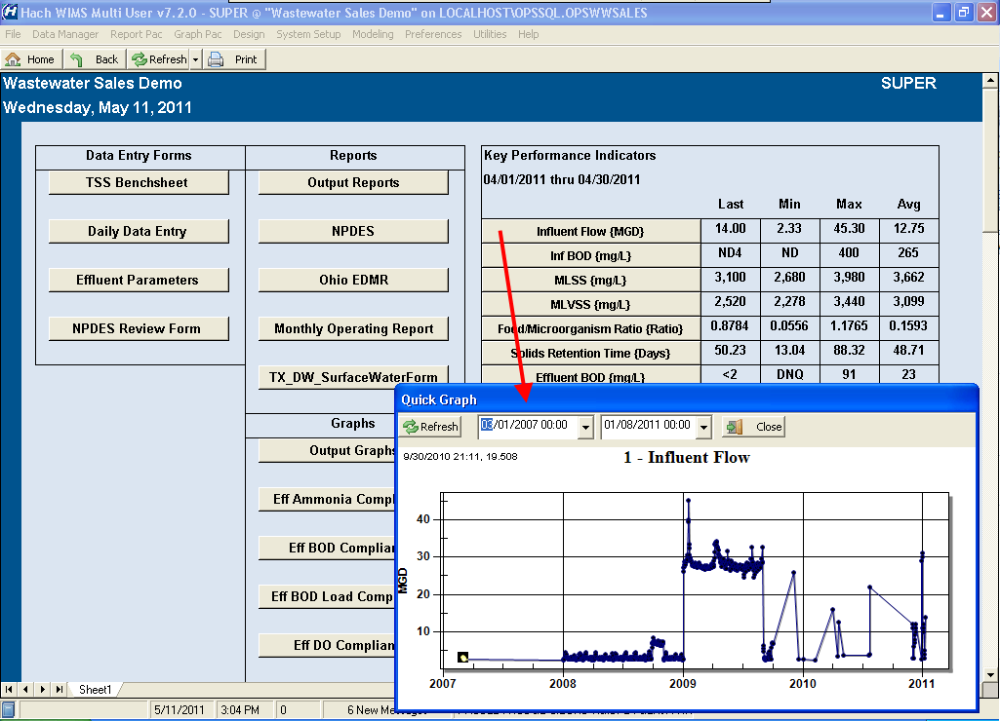 Hach WIMS Multi User v7.2.0 - SUPER @ "Wastewater Sales Demo" on LOCALHOST\OPSSQL.OPSWWSALES
File Data Manager Report Pac Graph Pac Design System Setup Modeling Preferences Utilities Help
Home Back Refresh Print
Wastewater Sales Demo SUPER
Wednesday, May 11, 2011
Data Entry Forms
TSS Benchsheet
Daily Data Entry
Effluent Parameters
NPDES Review Form
Reports
Output Reports
NPDES
Ohio EDMR
Monthly Operating Report
TX_DW_SurfaceWaterForm
Graphs
Output Graphs
Eff Ammonia Compl
Eff BOD Complian
Eff BOD Load Comp
Eff DO Complian
Key Performance Indicators
04/01/2011 thru 04/30/2011
Last Min Max Avg
Influent Flow {MGD} 14.00 2.33 45.30 12.75
Inf BOD {mg/L} ND4 ND 400 265
MLSS {mg/L} 3,100 2,680 3,980 3,662
MLVSS {mg/L} 2,520 2,278 3,440 3,099
Food/Microorganism Ratio {Ratio} 0.8784 0.0556 1.1765 0.1593
Solids Retention Time {Days} 50.23 13.04 88.32 48.71
Effluent BOD {mg/L} <2 DNQ 91 23
Quick Graph
Refresh 03/01/2007 00:00 01/08/2011 00:00 Close
9/30/2010 21:11, 19.508
1 - Influent Flow
MGD
40
30
20
10
2007 2008 2009 2010 2011
Sheet1
5/11/2011 3:04 PM 0 6 New